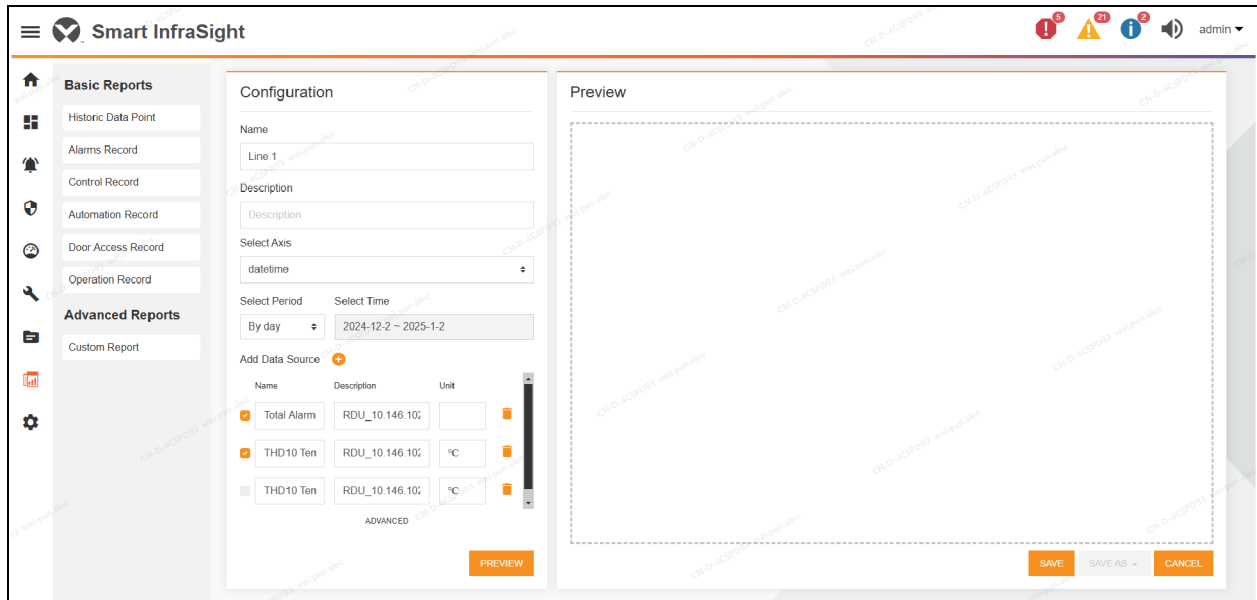 Smart InfraSight
5
21
2
admin
Basic Reports
Historic Data Point
Alarms Record
Control Record
Automation Record
Door Access Record
Operation Record
Advanced Reports
Custom Report
Configuration
Name
Line 1
Description
Description
Select Axis
datetime
Select Period Select Time
By day 2024-12-2 ~ 2025-1-2
Add Data Source
Name Description Unit
Total Alarm RDU_10.146.102
THD10 Ten RDU_10.146.102 °C
THD10 Ten RDU_10.146.102 °C
ADVANCED
PREVIEW
Preview
SAVE SAVE AS CANCEL